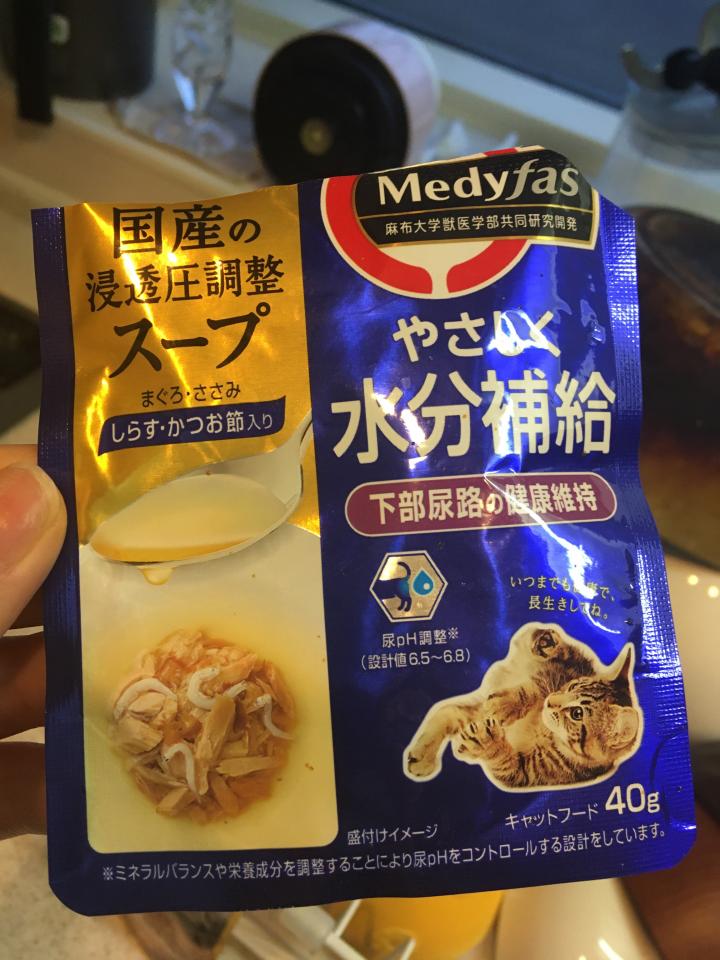 国産の
浸透圧調整
スープ
まぐろ・ささみ
しらす・かつお節入り
Medyfas
麻布大学獣医学部共同研究開発
やさしく
水分補給
下部尿路の健康維持
尿pH調整※
(設計値6.5〜6.8)
いつまでも
長生きしてね。
キャットフード 40g
盛付けイメージ
※ミネラルバランスや栄養成分を調整することにより尿pHをコントロールする設計をしています。